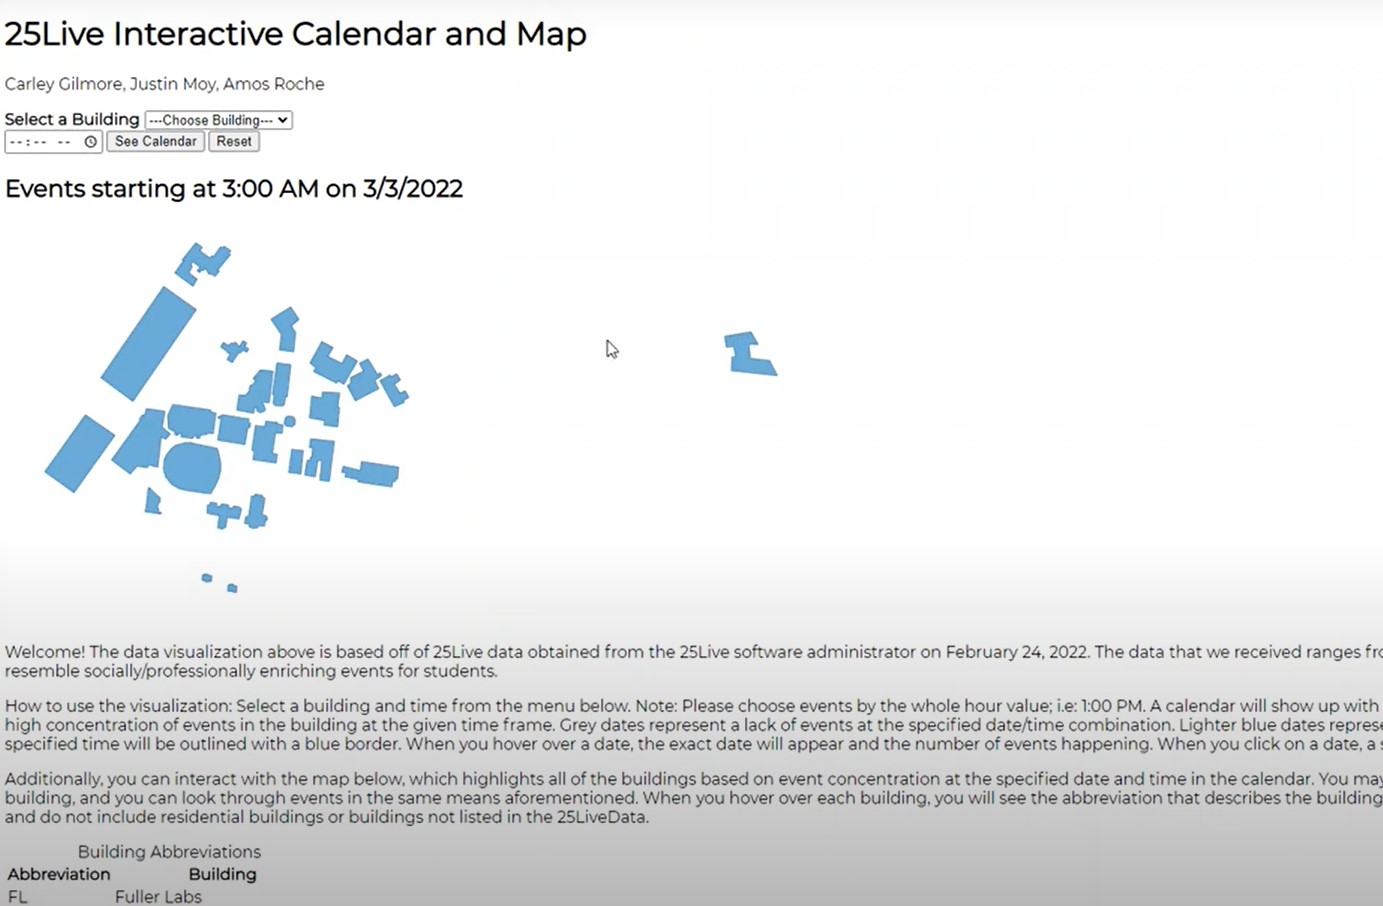 25Live Interactive Calendar and Map
Carley Gilmore, Justin Moy, Amos Roche
Select a Building ---Choose Building---
--:-- -- See Calendar Reset
Events starting at 3:00 AM on 3/3/2022
Welcome! The data visualization above is based off of 25Live data obtained from the 25Live software administrator on February 24, 2022. The data that we received ranges
resemble socially/professionally enriching events for students.
How to use the visualization: Select a building and time from the menu below. Note: Please choose events by the whole hour value; i.e: 1:00 PM. A calendar will show up with
high concentration of events in the building at the given time frame. Grey dates represent a lack of events at the specified date/time combination. Lighter blue dates
specified time will be outlined with a blue border. When you hover over a date, the exact date will appear and the number of events happening. When you click on a date, a
Additionally, you can interact with the map below, which highlights all of the buildings based on event concentration at the specified date and time in the calendar. You may
building, and you can look through events in the same means aforementioned. When you hover over each building, you will see the abbreviation that describes the building
and do not include residential buildings or buildings not listed in the 25LiveData.
Building Abbreviations
Abbreviation Building
FL Fuller Labs